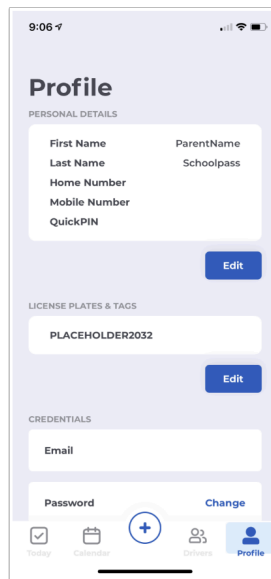 9:06
Profile
PERSONAL DETAILS
First Name ParentName
Last Name Schoolpass
Home Number
Mobile Number
QuickPIN
Edit
LICENSE PLATES & TAGS
PLACEHOLDER2032
Edit
CREDENTIALS
Email
Password Change
Today Calendar + Drivers Profile